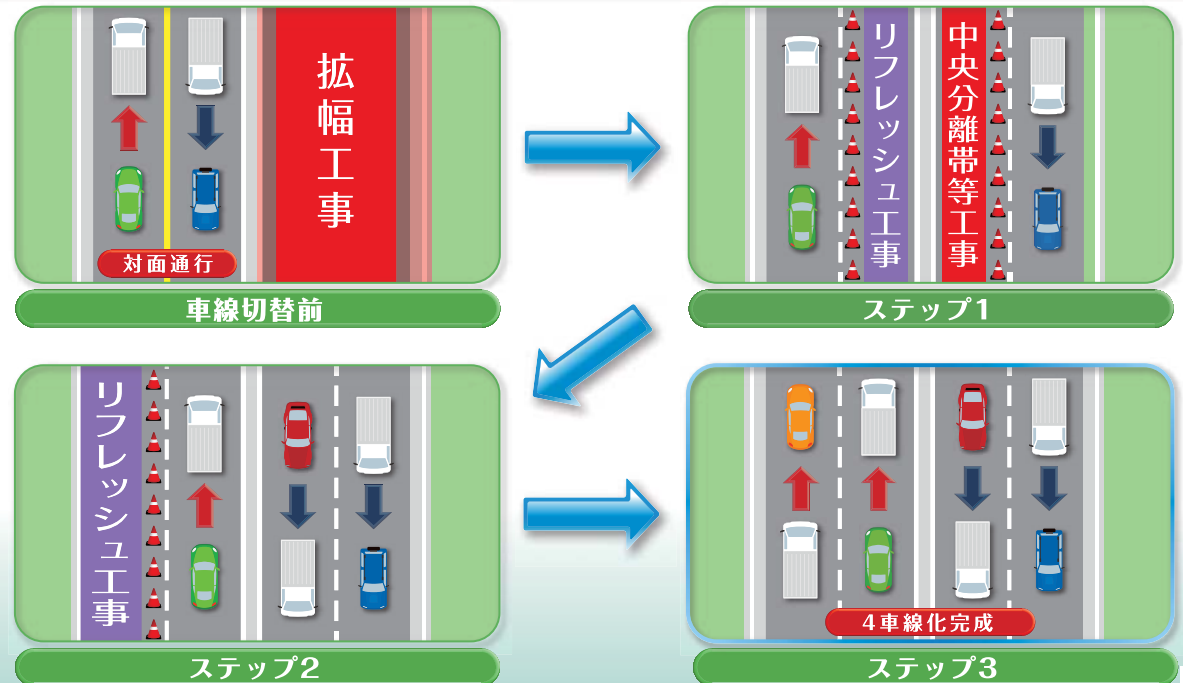 拡幅工事
対面通行
車線切替前
リフレッシュ工事
中央分離帯等工事
ステップ1
リフレッシュ工事
ステップ2
4車線化完成
ステップ3